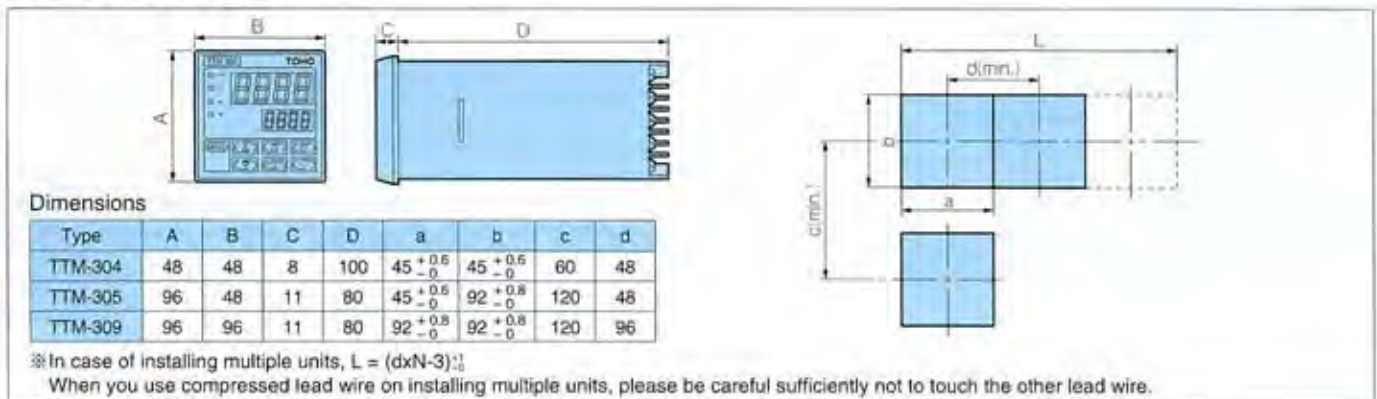 B
C
D
L
d(min.)
TOHO
A
b
a
c(min.)
Dimensions
Type A B C D a b c d
TTM-304 48 48 8 100 45 +0.6 −0 45 +0.6 −0 60 48
TTM-305 96 48 11 80 45 +0.6 −0 92 +0.8 −0 120 48
TTM-309 96 96 11 80 92 +0.8 −0 92 +0.8 −0 120 96
※In case of installing multiple units, L = (dxN-3) +1 −0
When you use compressed lead wire on installing multiple units, please be careful sufficiently not to touch the other lead wire.